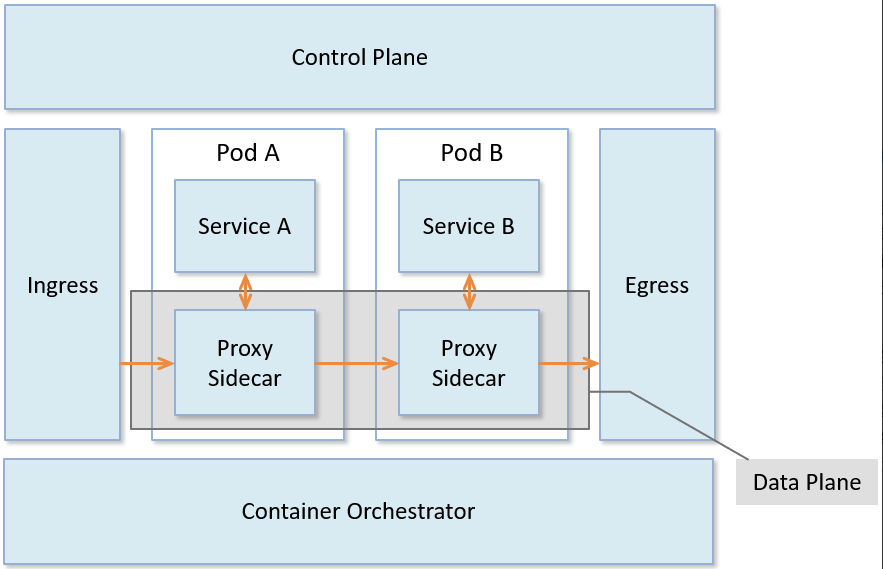 Control Plane
Pod A
Pod B
Service A
Service B
Ingress
Egress
Proxy
Sidecar
Proxy
Sidecar
Data Plane
Container Orchestrator